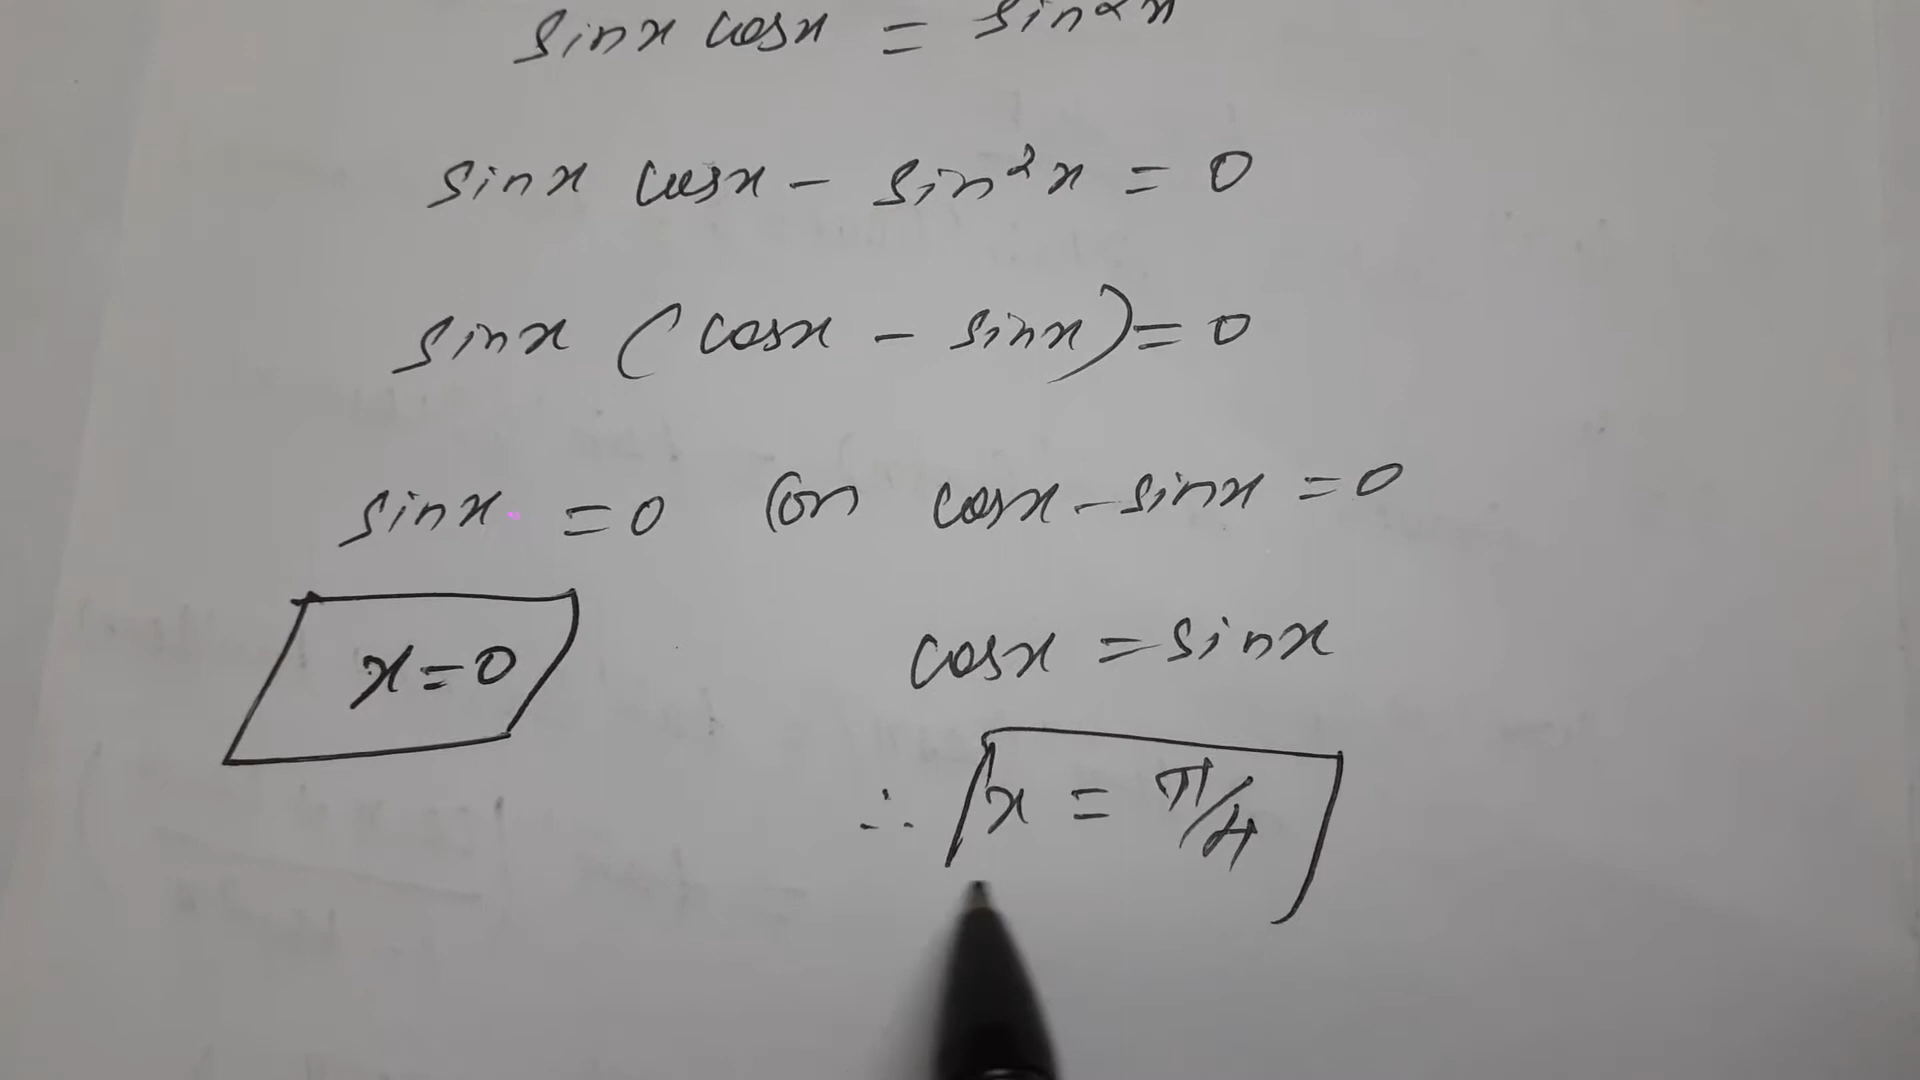 sinx cosx = sin²x
sinx cosx - sin²x = 0
sinx (cosx - sinx) = 0
sinx = 0 (or cosx - sinx = 0
x = 0 cosx = sinx
∴ x = π/4